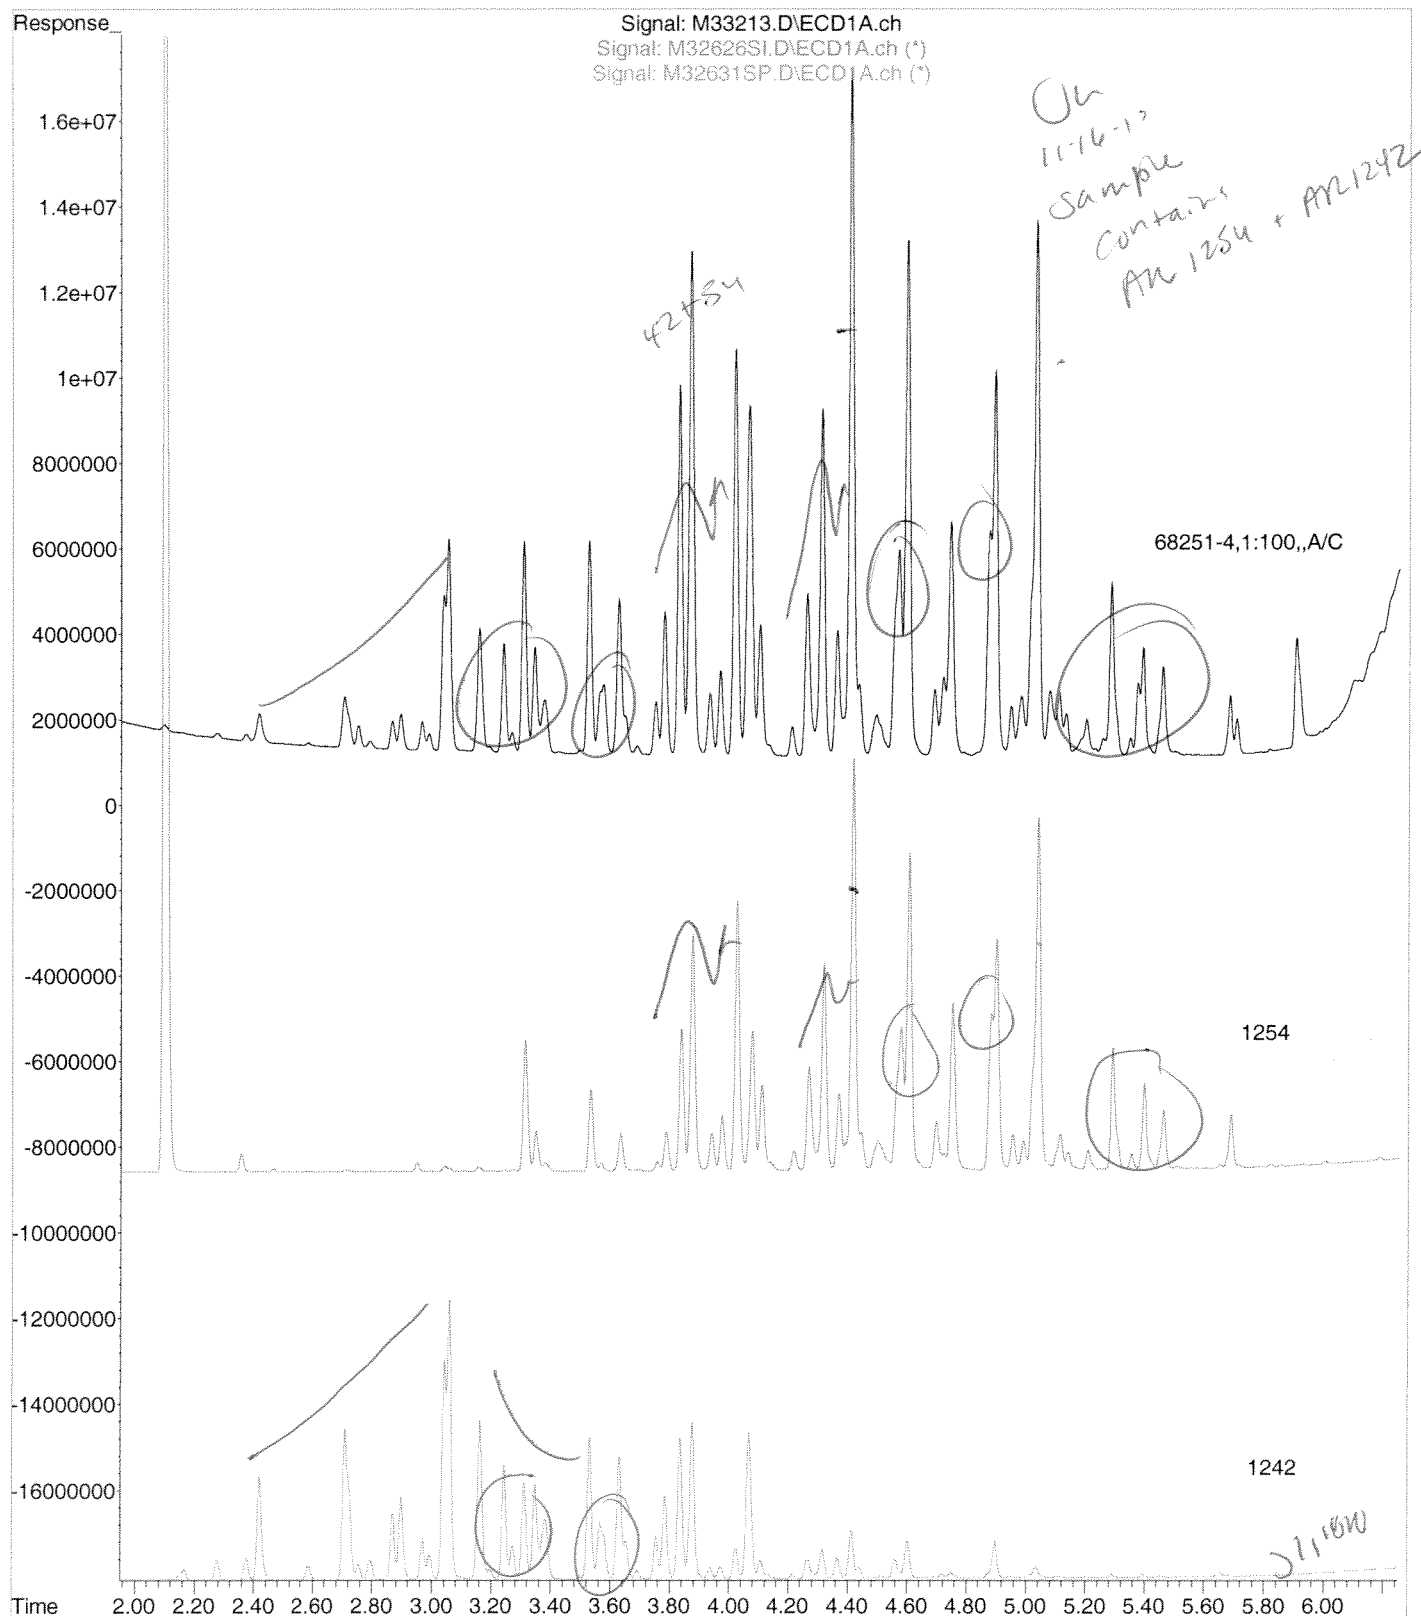 Response_
Signal: M33213.D\ECD1A.ch
Signal: M32626SI.D\ECD1A.ch (*)
Signal: M32631SP.D\ECD1A.ch (*)
1.6e+07
1.4e+07
1.2e+07
1e+07
8000000
6000000
4000000
2000000
0
-2000000
-4000000
-6000000
-8000000
-10000000
-12000000
-14000000
-16000000
Sample
Contains
AR 1254 + AR1242
42+54
68251-4,1:100,,A/C
1254
1242
Time
2.00 2.20 2.40 2.60 2.80 3.00 3.20 3.40 3.60 3.80 4.00 4.20 4.40 4.60 4.80 5.00 5.20 5.40 5.60 5.80 6.00